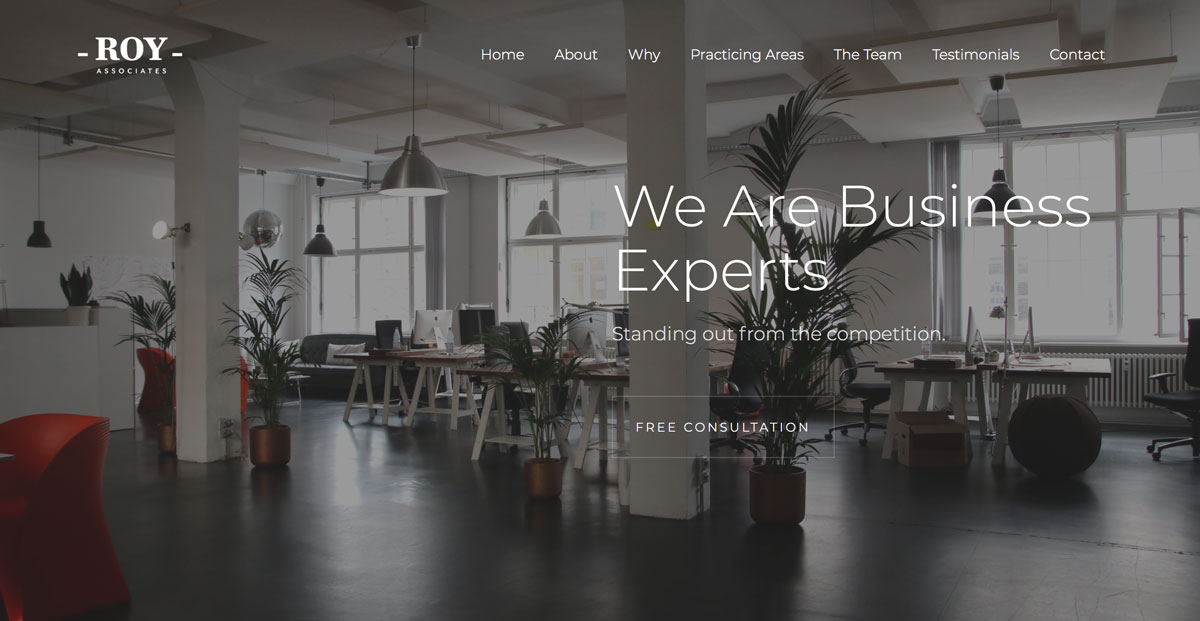 - ROY -
ASSOCIATES
Home About Why Practicing Areas The Team Testimonials Contact
We Are Business
Experts
Standing out from the competition.
FREE CONSULTATION